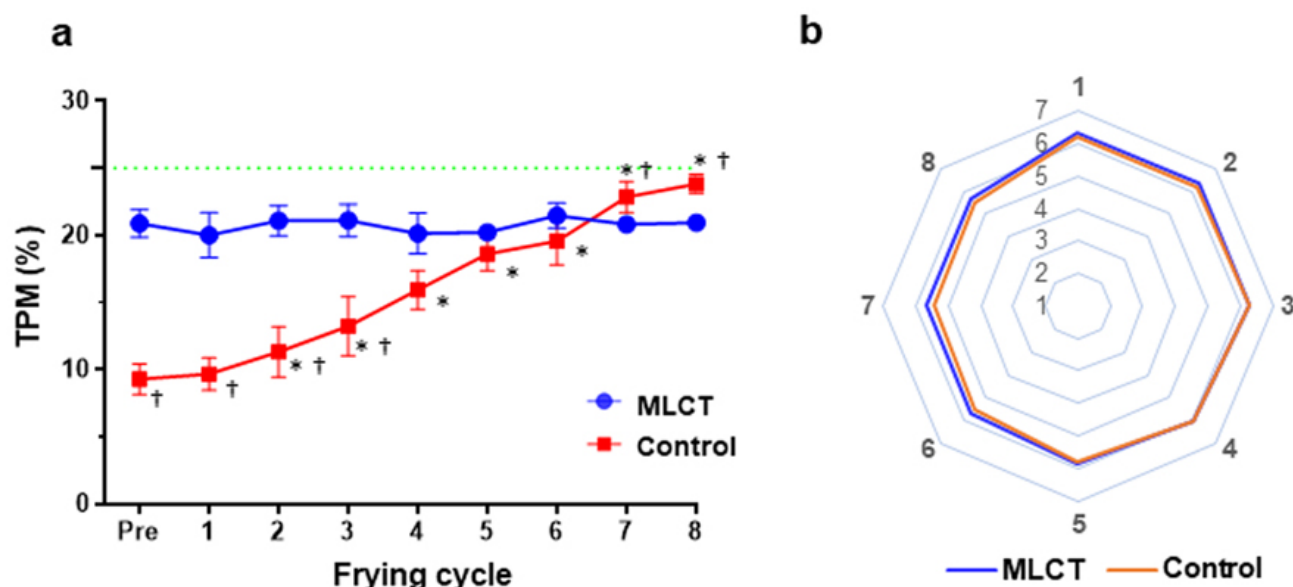 a
TPM (%)
30
20
10
0
* † * †
† † * † * † * * *
MLCT
Control
Pre 1 2 3 4 5 6 7 8
Frying cycle
b
1
2
3
4
5
6
7
8
7
6
5
4
3
2
1
MLCT Control